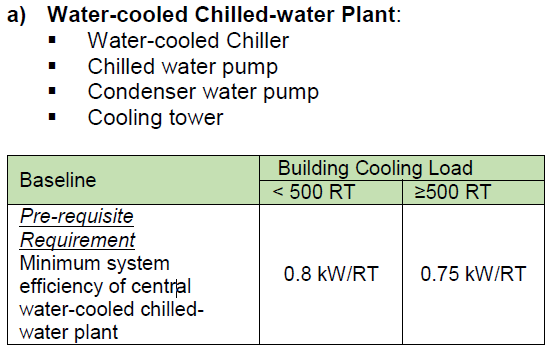 a) Water-cooled Chilled-water Plant:
▪ Water-cooled Chiller
▪ Chilled water pump
▪ Condenser water pump
▪ Cooling tower
Baseline
Building Cooling Load
< 500 RT ≥500 RT
Pre-requisite
Requirement
Minimum system
efficiency of central
water-cooled chilled-
water plant
0.8 kW/RT 0.75 kW/RT